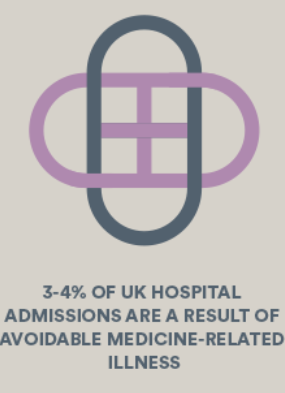 3-4% OF UK HOSPITAL
ADMISSIONS ARE A RESULT OF
AVOIDABLE MEDICINE-RELATED
ILLNESS